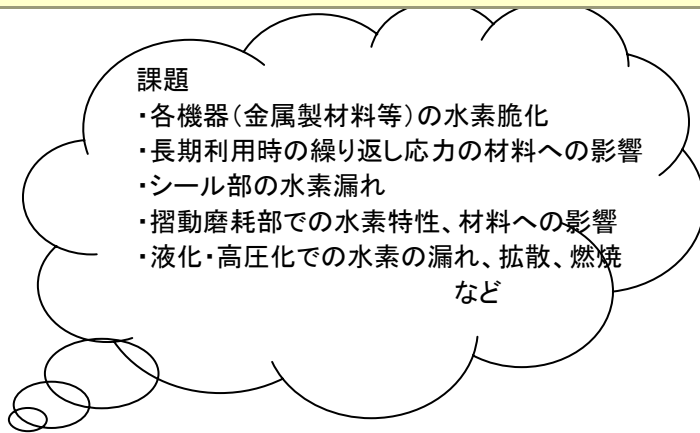 課題
・各機器（金属製材料等）の水素脆化
・長期利用時の繰り返し応力の材料への影響
・シール部の水素漏れ
・摺動磨耗部での水素特性、材料への影響
・液化・高圧化での水素の漏れ、拡散、燃焼
など